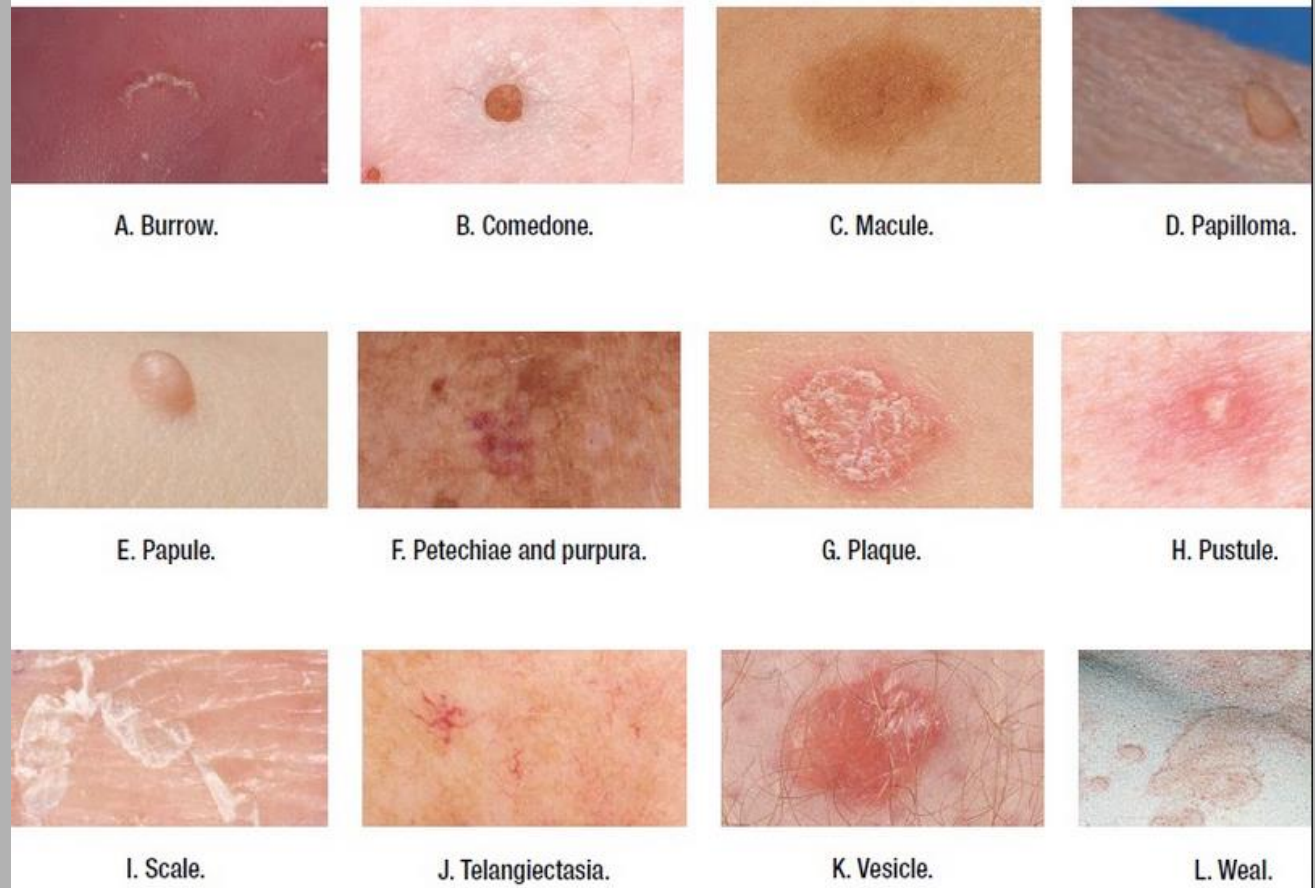 A. Burrow.
B. Comedone.
C. Macule.
D. Papilloma.
E. Papule.
F. Petechiae and purpura.
G. Plaque.
H. Pustule.
I. Scale.
J. Telangiectasia.
K. Vesicle.
L. Weal.